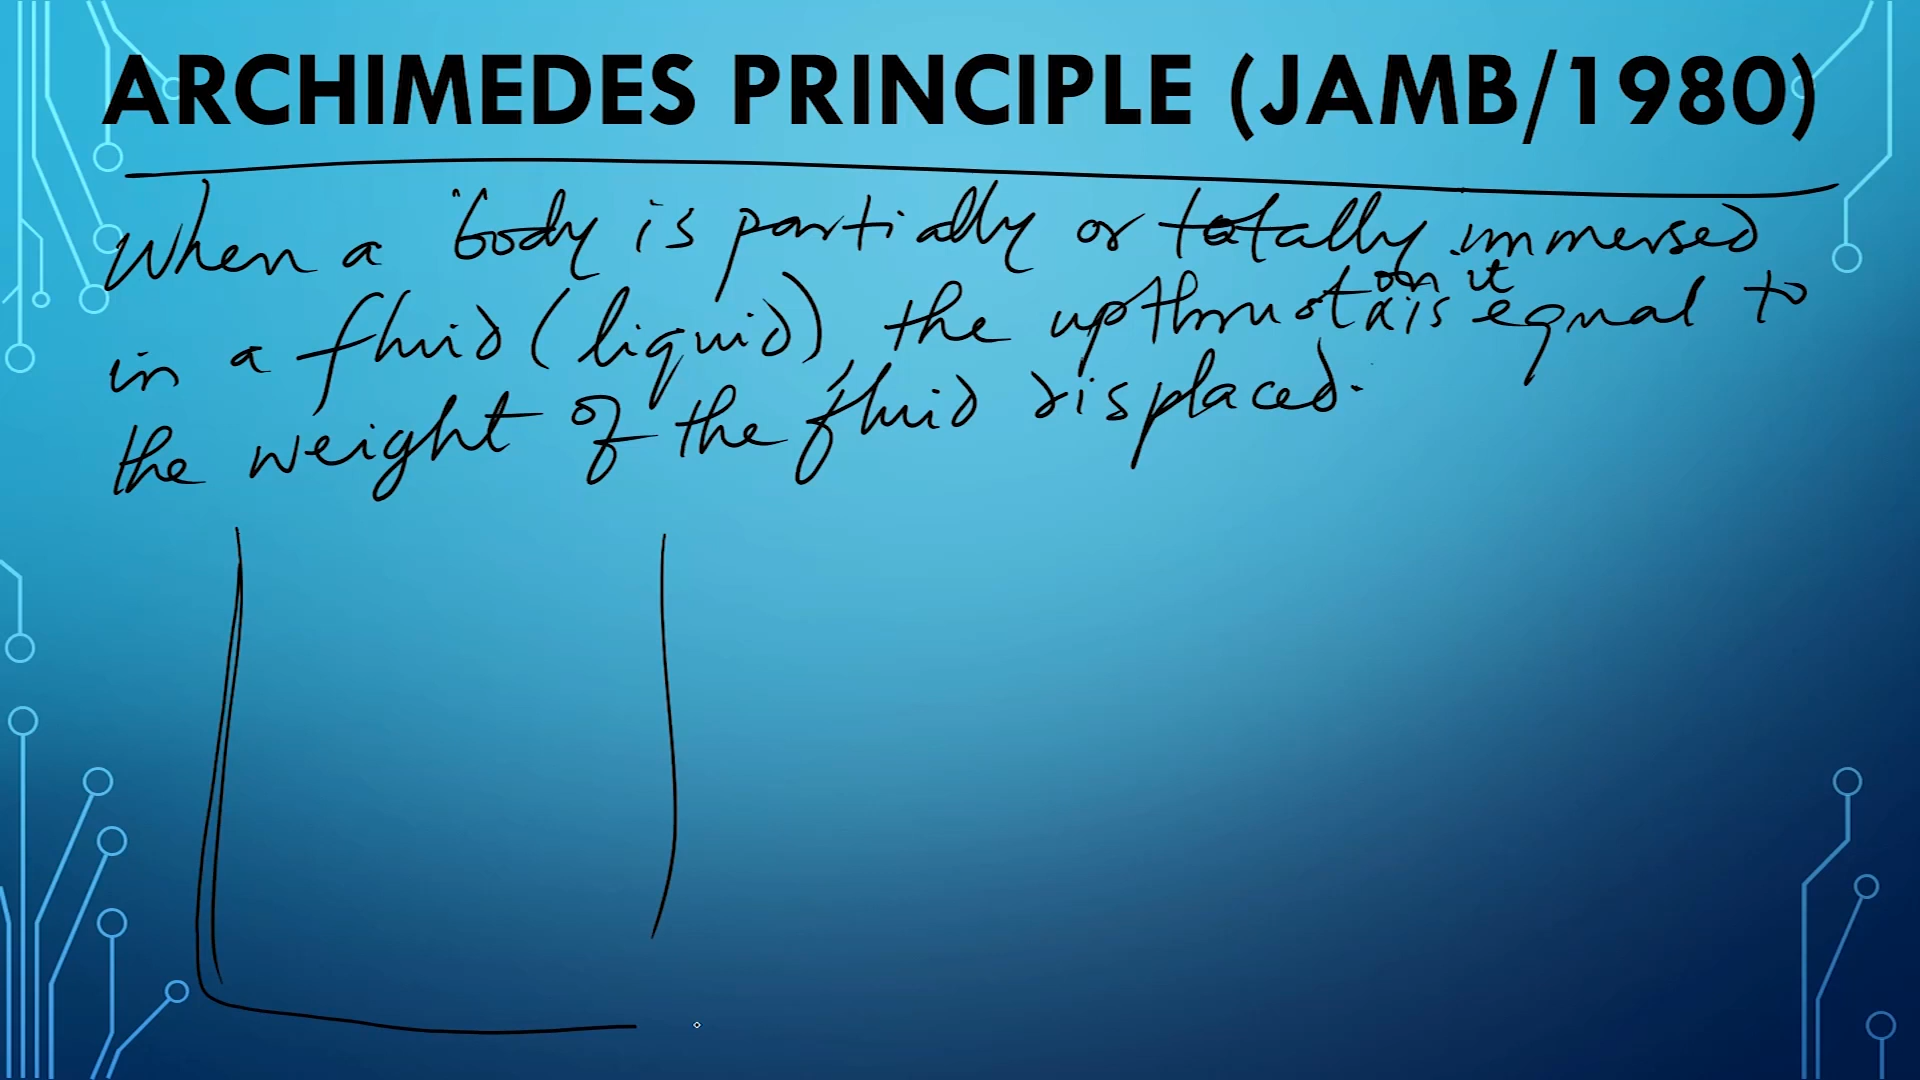 ARCHIMEDES PRINCIPLE (JAMB/1980)
When a body is partially or totally immersed
in a fluid (liquid), the upthrust on it is equal to
the weight of the fluid displaced.